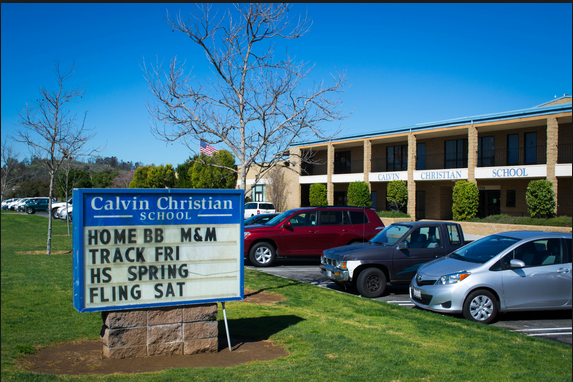 Calvin Christian
SCHOOL
HOME BB M&M
TRACK FRI
HS SPRING
FLING SAT
CALVIN CHRISTIAN SCHOOL